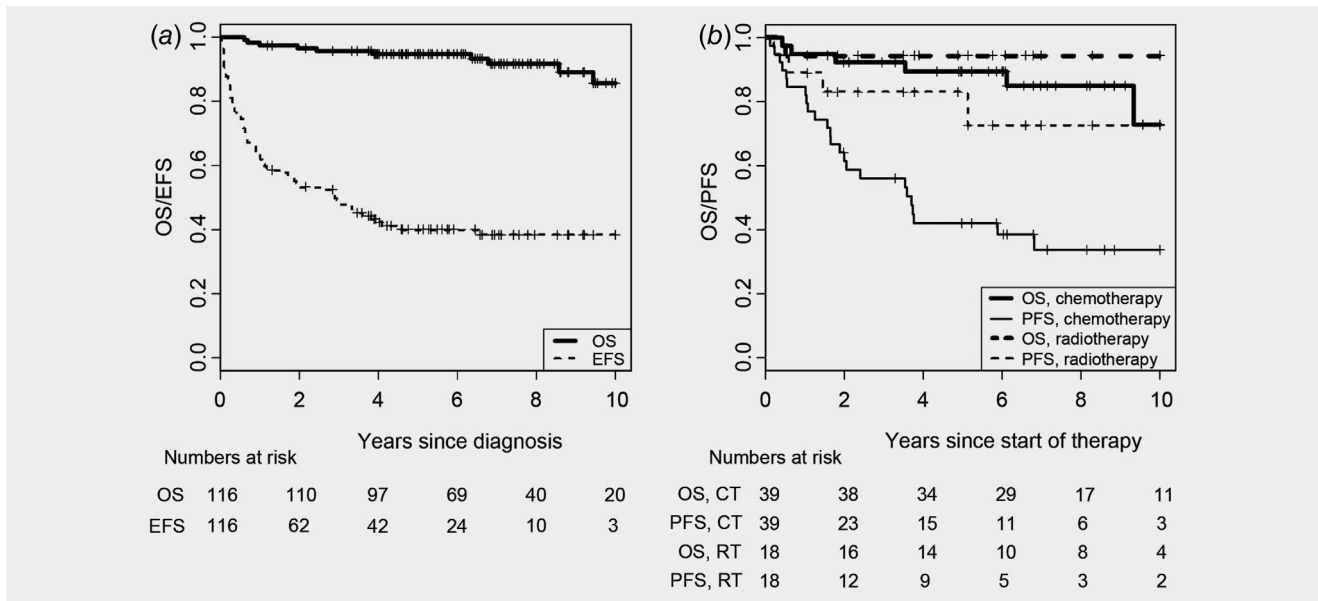 (a)
OS/EFS
1.0
0.8
0.6
0.4
0.2
0.0
OS
EFS
0 2 4 6 8 10
Years since diagnosis
Numbers at risk
OS 116 110 97 69 40 20
EFS 116 62 42 24 10 3
(b)
OS/PFS
1.0
0.8
0.6
0.4
0.2
0.0
OS, chemotherapy
PFS, chemotherapy
OS, radiotherapy
PFS, radiotherapy
0 2 4 6 8 10
Years since start of therapy
Numbers at risk
OS, CT 39 38 34 29 17 11
PFS, CT 39 23 15 11 6 3
OS, RT 18 16 14 10 8 4
PFS, RT 18 12 9 5 3 2